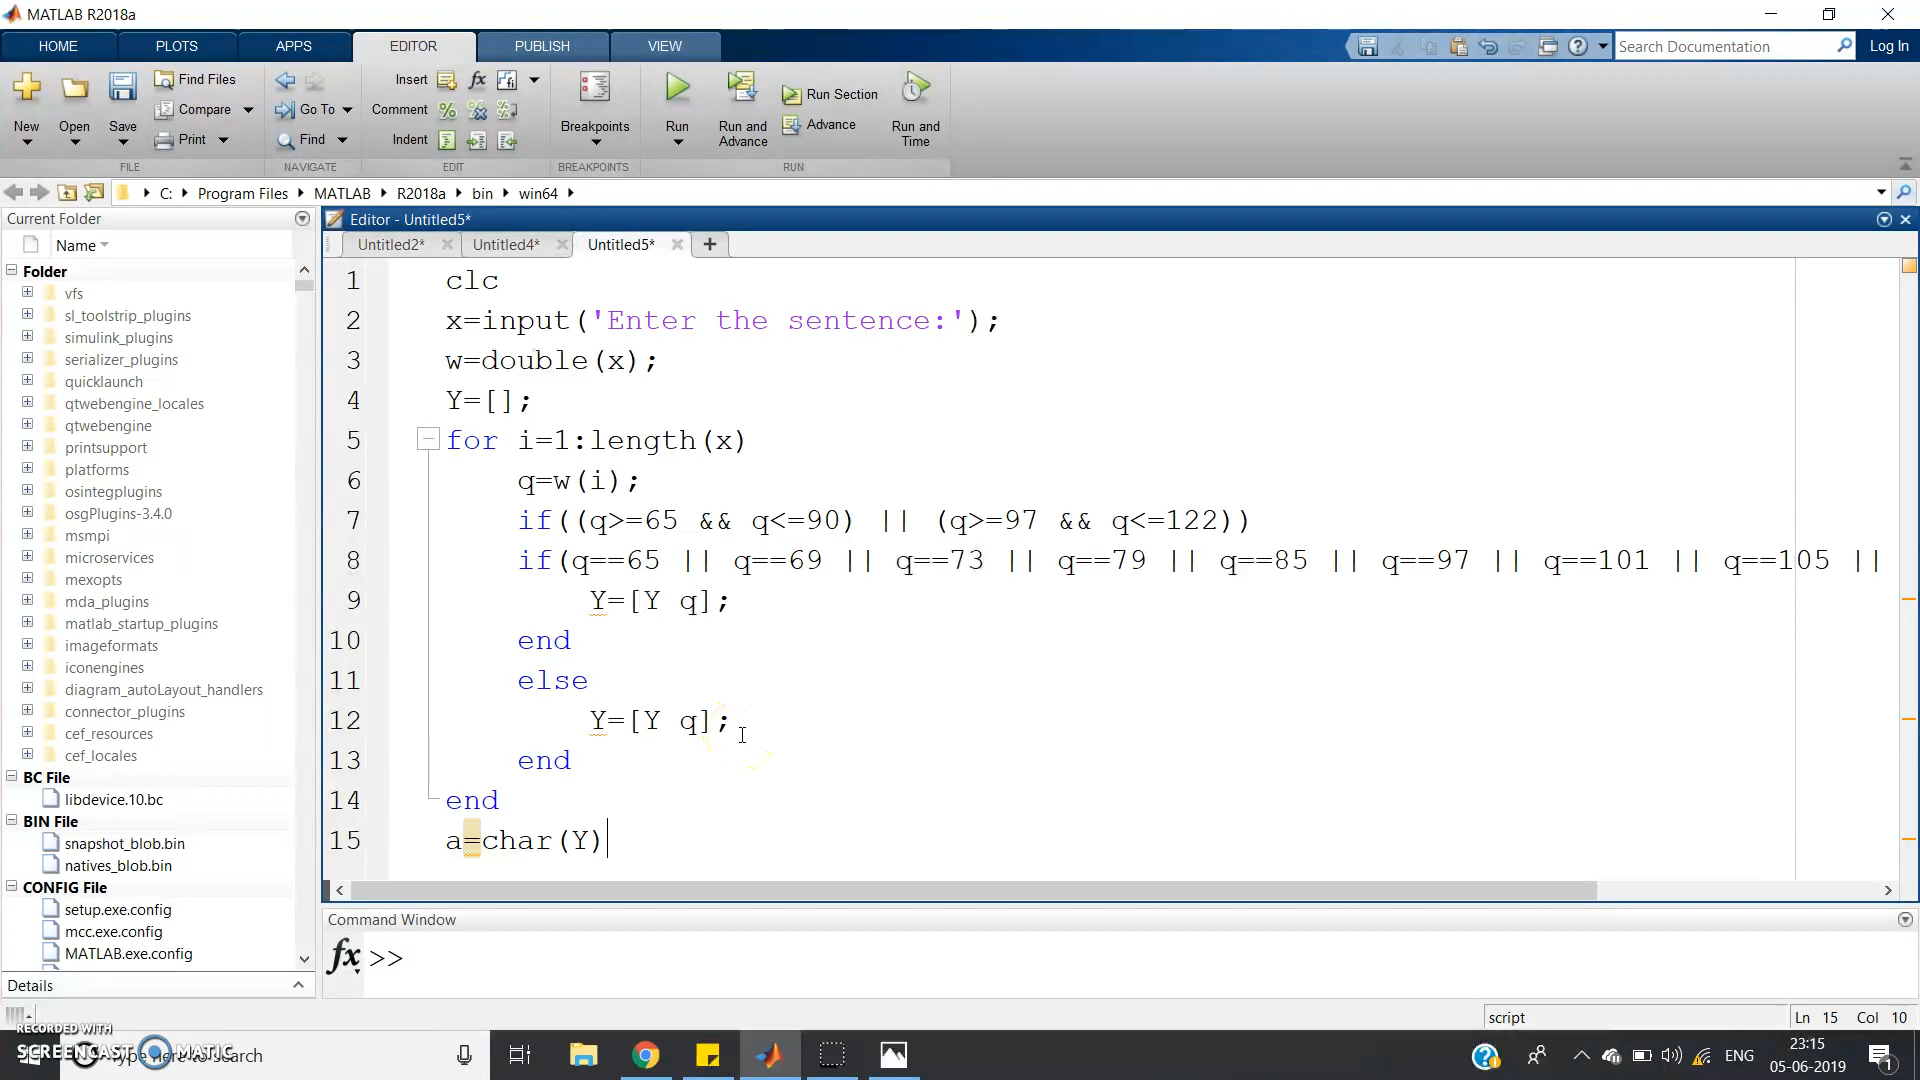 MATLAB R2018a
HOME PLOTS APPS EDITOR PUBLISH VIEW Search Documentation Log In
New Open Save Find Files Compare Print
Go To Find
Insert fx
Comment
Indent
Breakpoints
Run Run and Advance Run Section Advance Run and Time
FILE NAVIGATE EDIT BREAKPOINTS RUN
C: Program Files MATLAB R2018a bin win64
Current Folder
Name
Folder
vfs
sl_toolstrip_plugins
simulink_plugins
serializer_plugins
quicklaunch
qtwebengine_locales
qtwebengine
printsupport
platforms
osintegplugins
osgPlugins-3.4.0
msmpi
microservices
mexopts
mda_plugins
matlab_startup_plugins
imageformats
iconengines
diagram_autoLayout_handlers
connector_plugins
cef_resources
cef_locales
BC File
libdevice.10.bc
BIN File
snapshot_blob.bin
natives_blob.bin
CONFIG File
setup.exe.config
mcc.exe.config
MATLAB.exe.config
Details
Editor - Untitled5*
Untitled2* Untitled4* Untitled5*
1 clc
2 x=input('Enter the sentence:');
3 w=double(x);
4 Y=[];
5 for i=1:length(x)
6 q=w(i);
7 if((q>=65 && q<=90) || (q>=97 && q<=122))
8 if(q==65 || q==69 || q==73 || q==79 || q==85 || q==97 || q==101 || q==105 ||
9 Y=[Y q];
10 end
11 else
12 Y=[Y q];
13 end
14 end
15 a=char(Y)
Command Window
fx >>
script Ln 15 Col 10
RECORDED WITH
SCREENCAST MATIC
Type here to search
ENG
23:15
05-06-2019
1